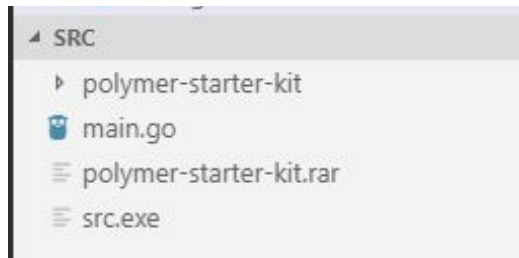 SRC
polymer-starter-kit
main.go
polymer-starter-kit.rar
src.exe